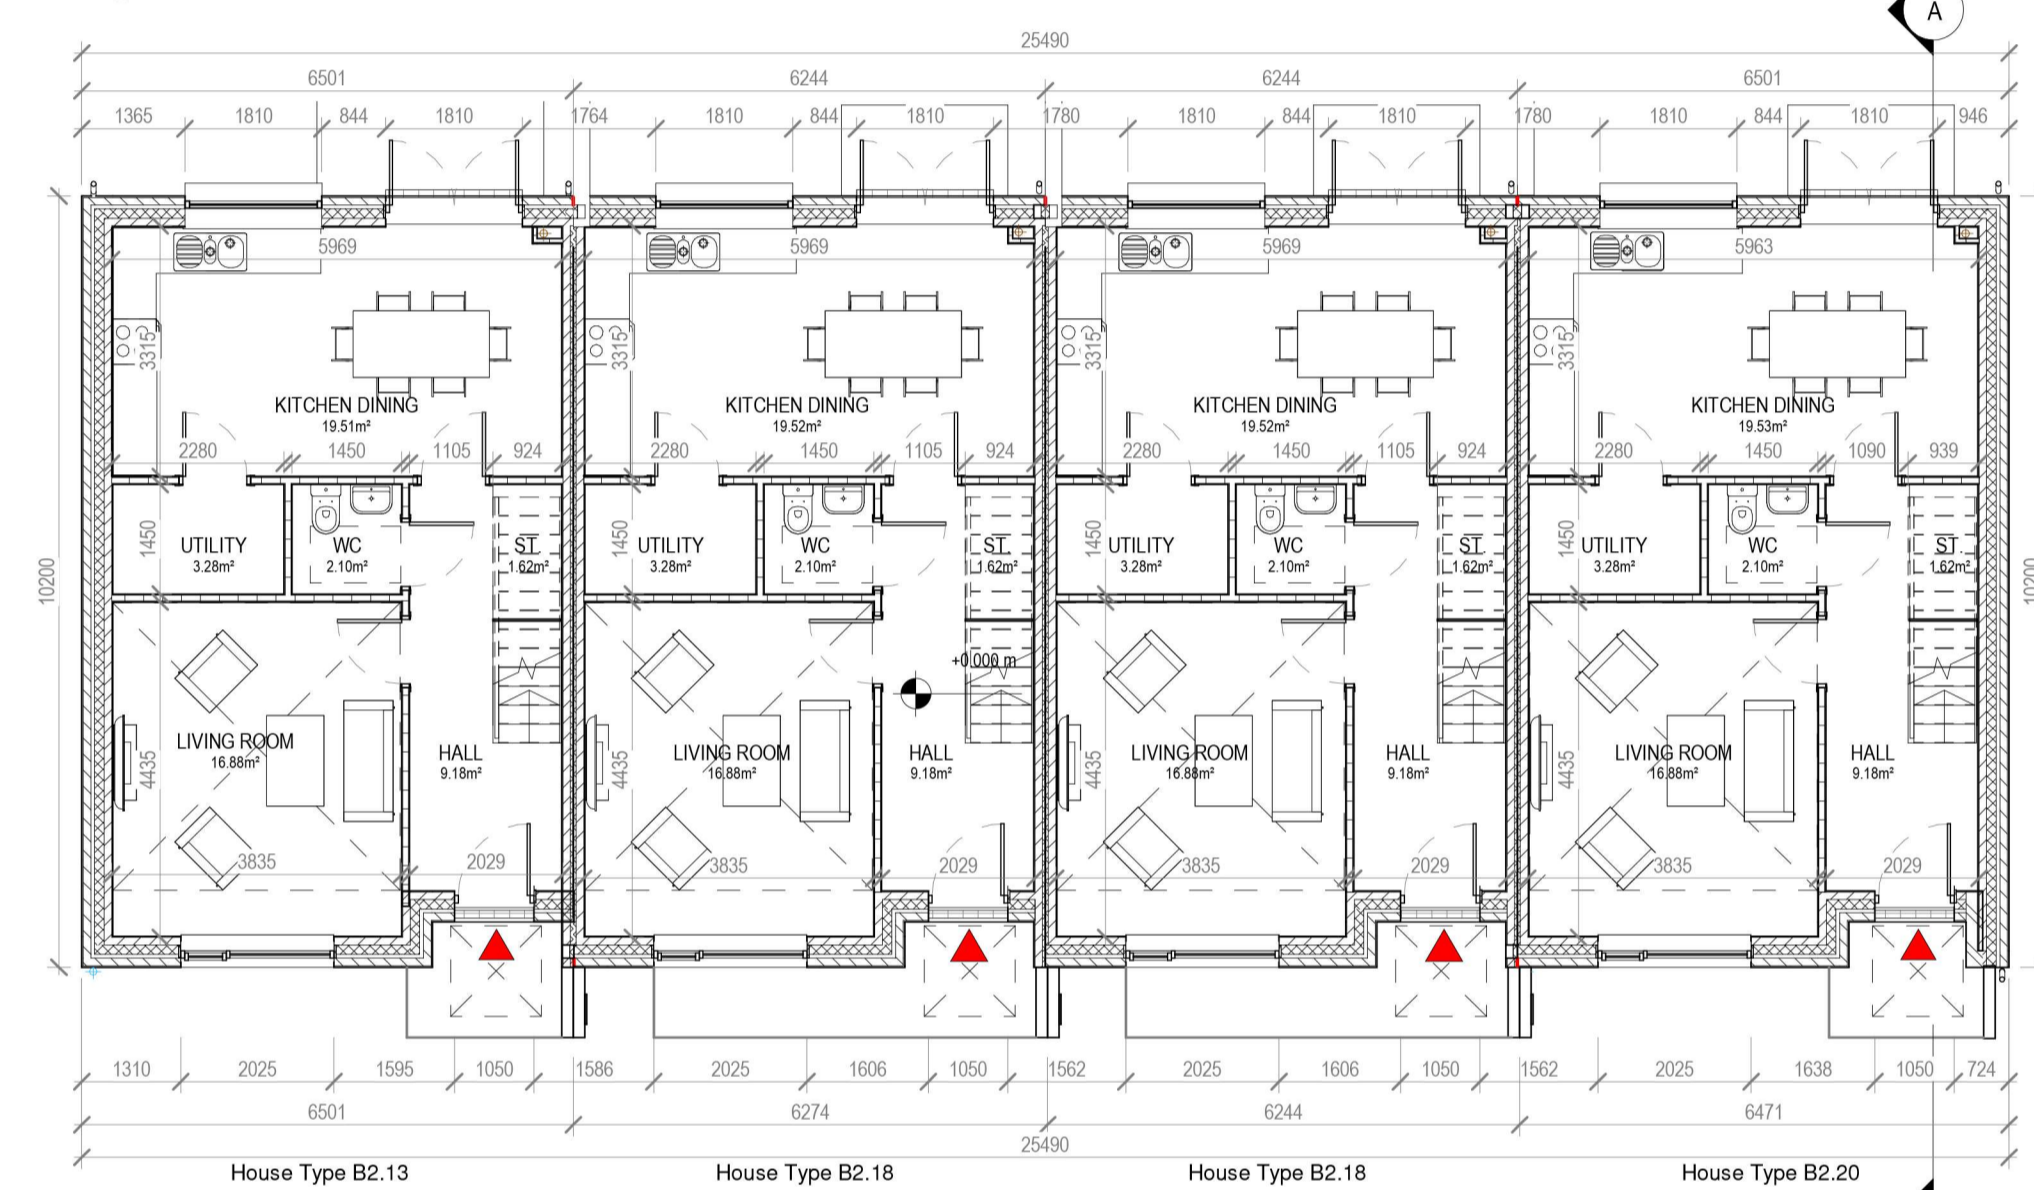 A
25490
6501 6244 6244 6501
1365 1810 844 1810 1764 1810 844 1810 1780 1810 844 1810 1780 1810 844 1810 946
5969 5969 5969 5963
3315 3315 3315 3315
KITCHEN DINING KITCHEN DINING KITCHEN DINING KITCHEN DINING
19.51m² 19.52m² 19.52m² 19.53m²
2280 1450 1105 924 2280 1450 1105 924 2280 1450 1105 924 2280 1450 1090 939
1450 1450 1450 1450
UTILITY WC ST. UTILITY WC ST. UTILITY WC ST. UTILITY WC ST.
3.28m² 2.10m² 1.62m² 3.28m² 2.10m² 1.62m² 3.28m² 2.10m² 1.62m² 3.28m² 2.10m² 1.62m²
10200 10200
+0.000 m
LIVING ROOM HALL LIVING ROOM HALL LIVING ROOM HALL LIVING ROOM HALL
16.88m² 9.18m² 16.88m² 9.18m² 16.88m² 9.18m² 16.88m² 9.18m²
4435 4435 4435 4435
3835 2029 3835 2029 3835 2029 3835 2029
1310 2025 1595 1050 1586 2025 1606 1050 1562 2025 1606 1050 1562 2025 1638 1050 724
6501 6274 6244 6471
25490
House Type B2.13 House Type B2.18 House Type B2.18 House Type B2.20